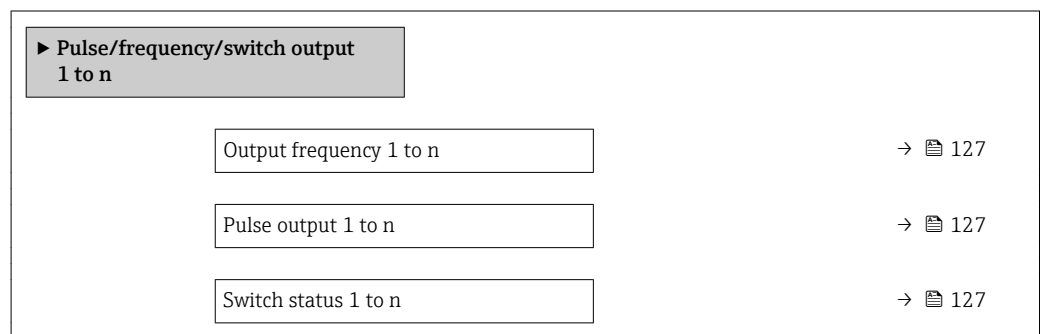 ▶ Pulse/frequency/switch output
1 to n
Output frequency 1 to n → 127
Pulse output 1 to n → 127
Switch status 1 to n → 127